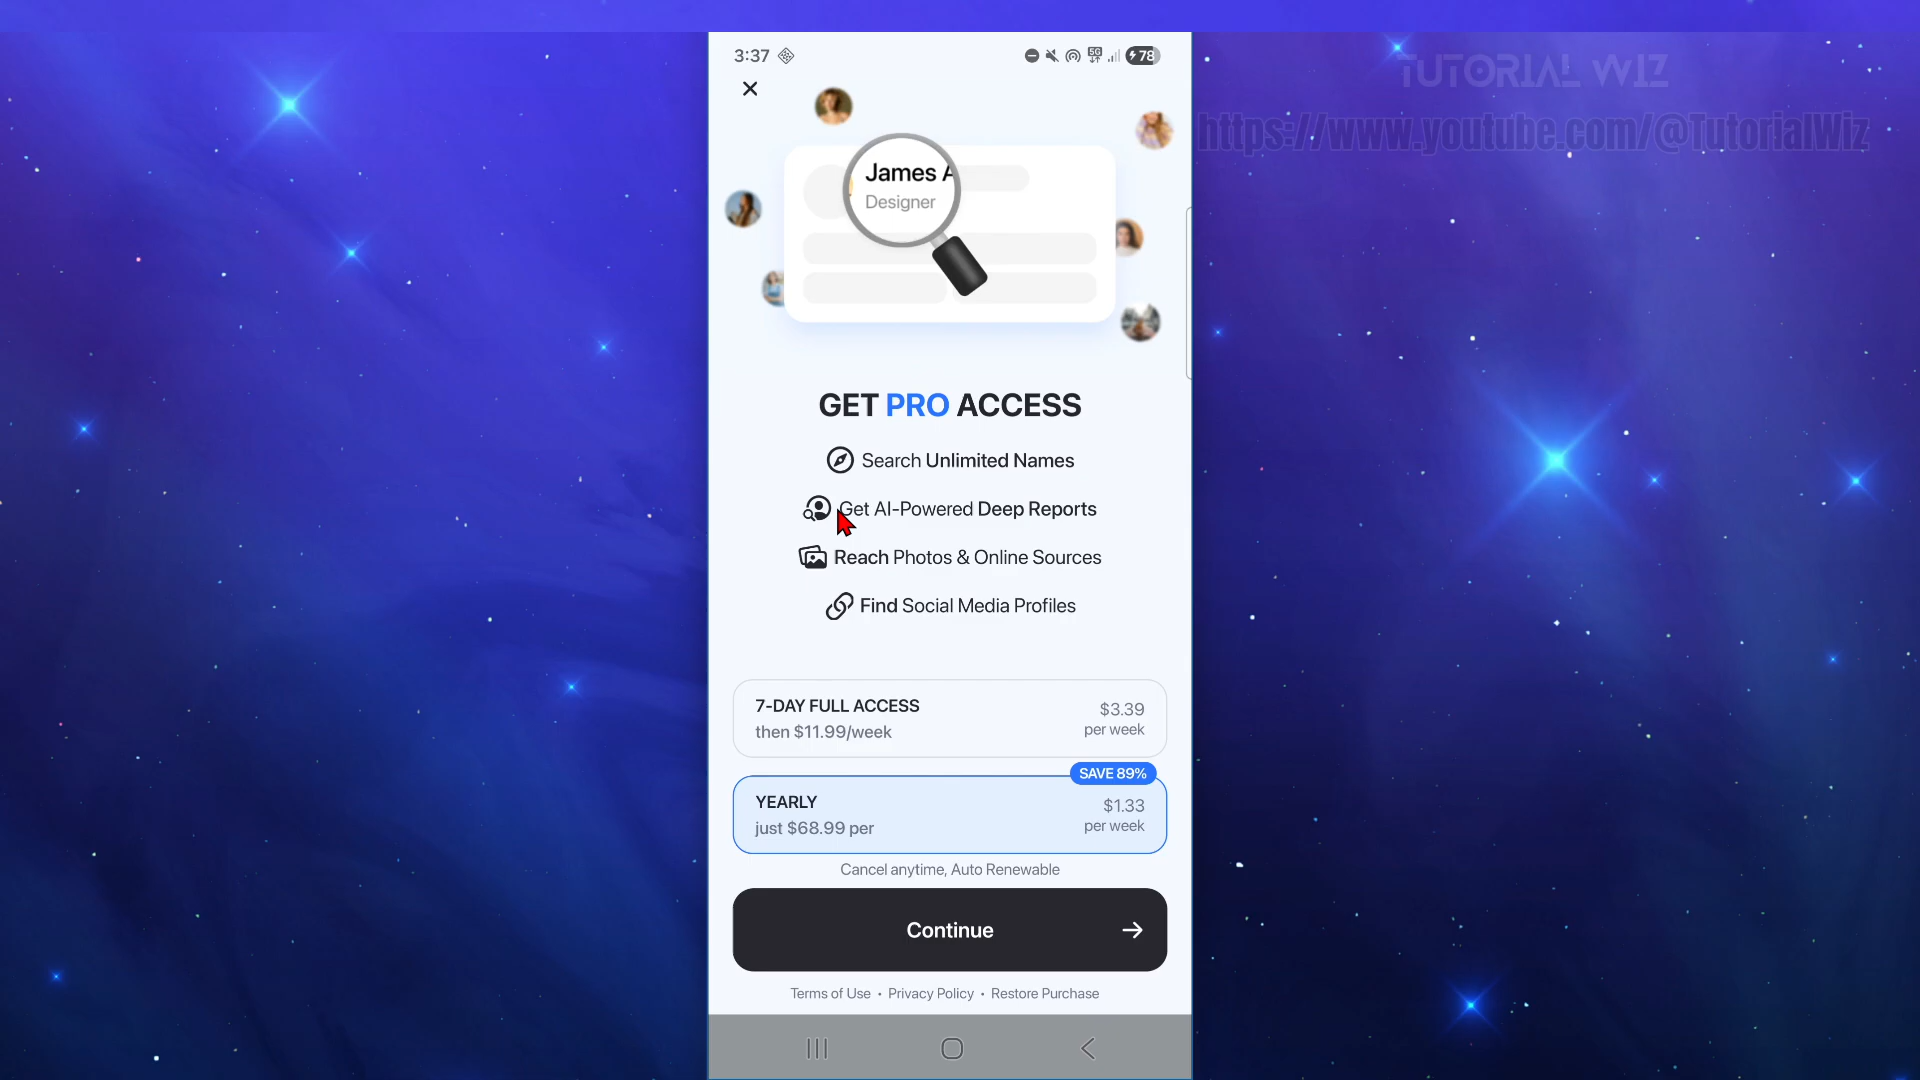 TUTORIAL WIZ
https://www.youtube.com/@TutorialWiz
3:37
5G
78
James A
Designer
GET PRO ACCESS
Search Unlimited Names
Get AI-Powered Deep Reports
Reach Photos & Online Sources
Find Social Media Profiles
7-DAY FULL ACCESS
then $11.99/week
$3.39
per week
SAVE 89%
YEARLY
just $68.99 per
$1.33
per week
Cancel anytime, Auto Renewable
Continue
Terms of Use • Privacy Policy • Restore Purchase